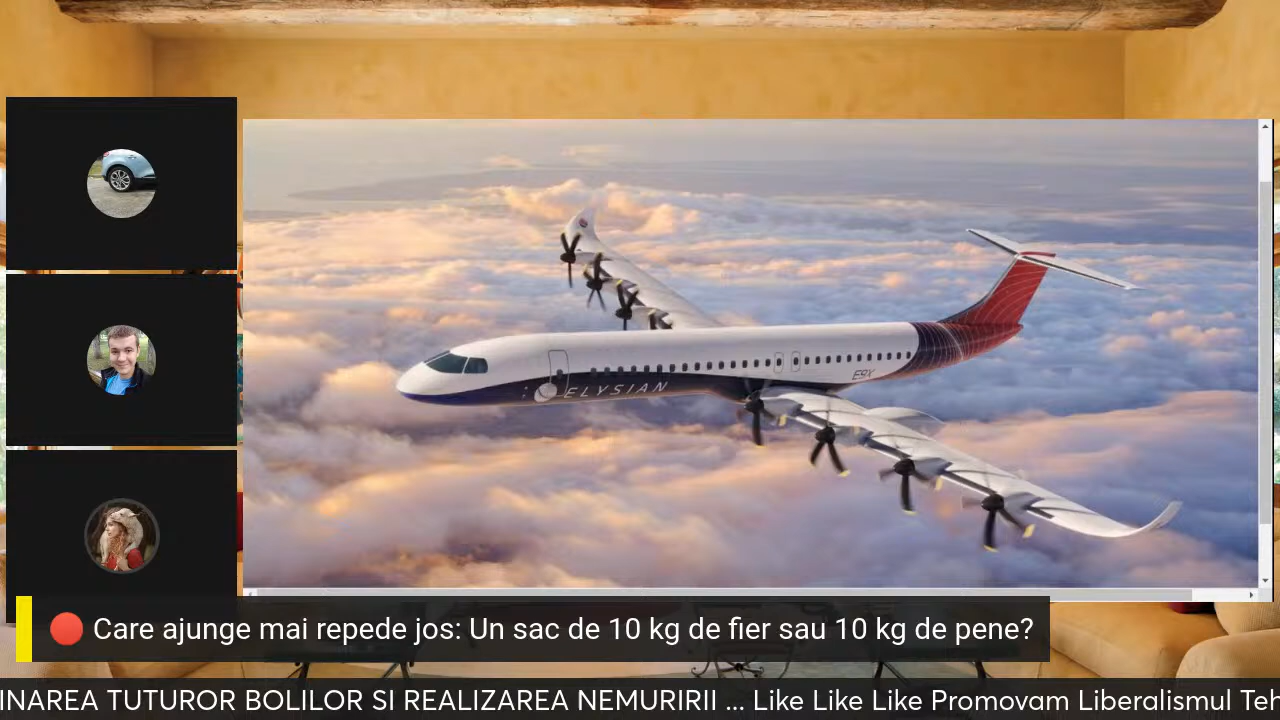 ELYSIAN
E9X
Care ajunge mai repede jos: Un sac de 10 kg de fier sau 10 kg de pene?
INAREA TUTUROR BOLILOR SI REALIZAREA NEMURIRII ... Like Like Like Promovam Liberalismul Teh